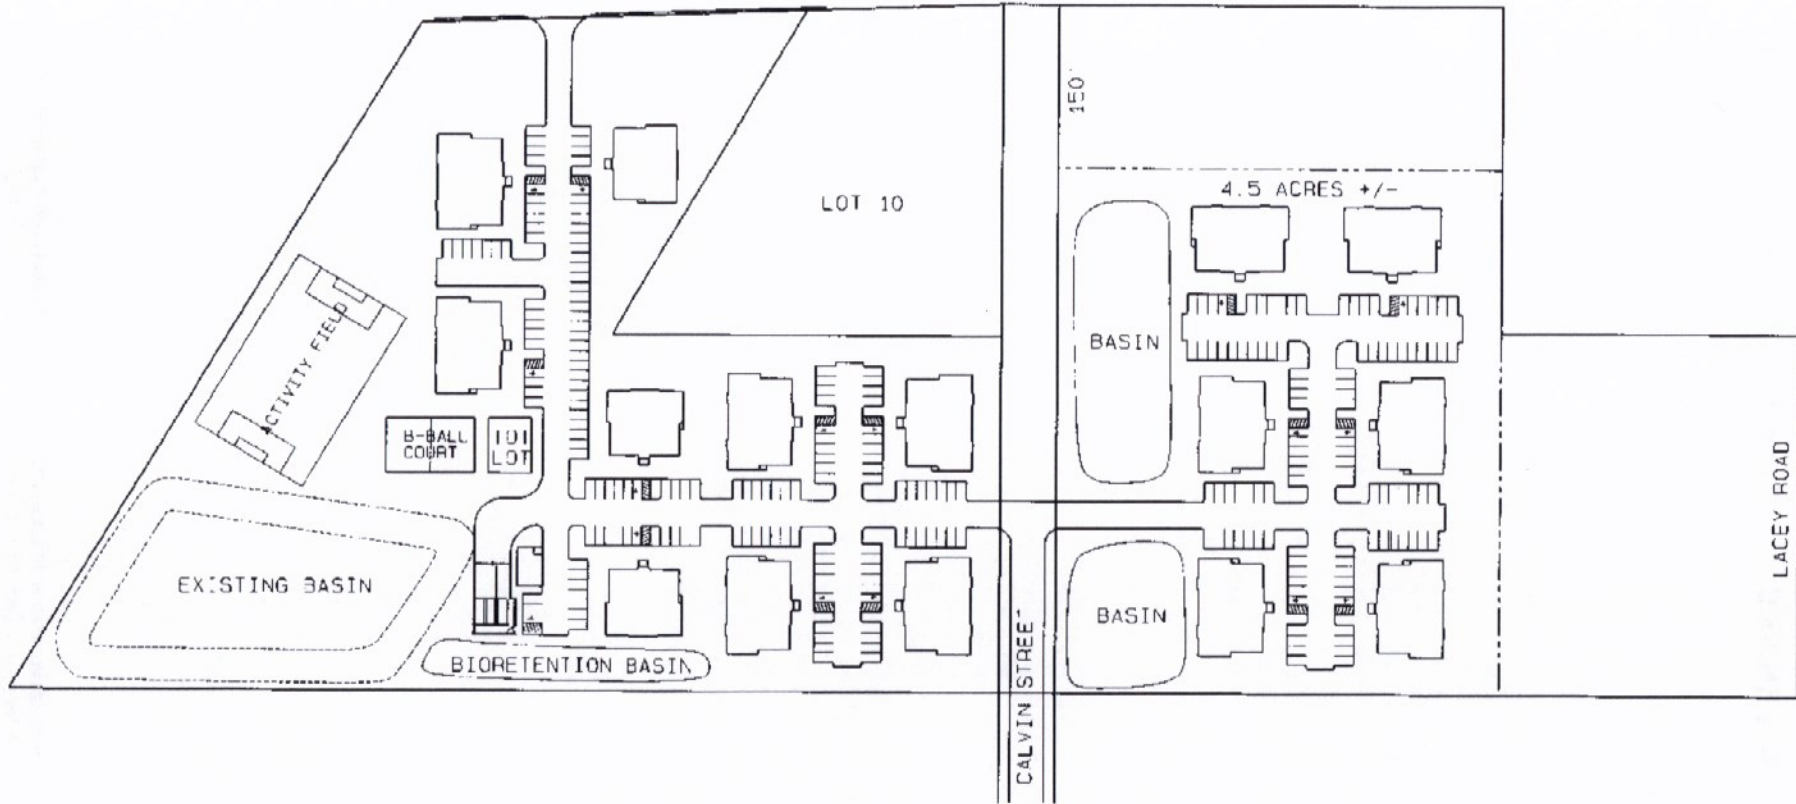 150'
4.5 ACRES +/-
LOT 10
ACTIVITY FIELD
BASIN
B-BALL
COURT
TOT
LOT
EXISTING BASIN
BASIN
BIORETENTION BASIN
CALVIN STREET
LACEY ROAD